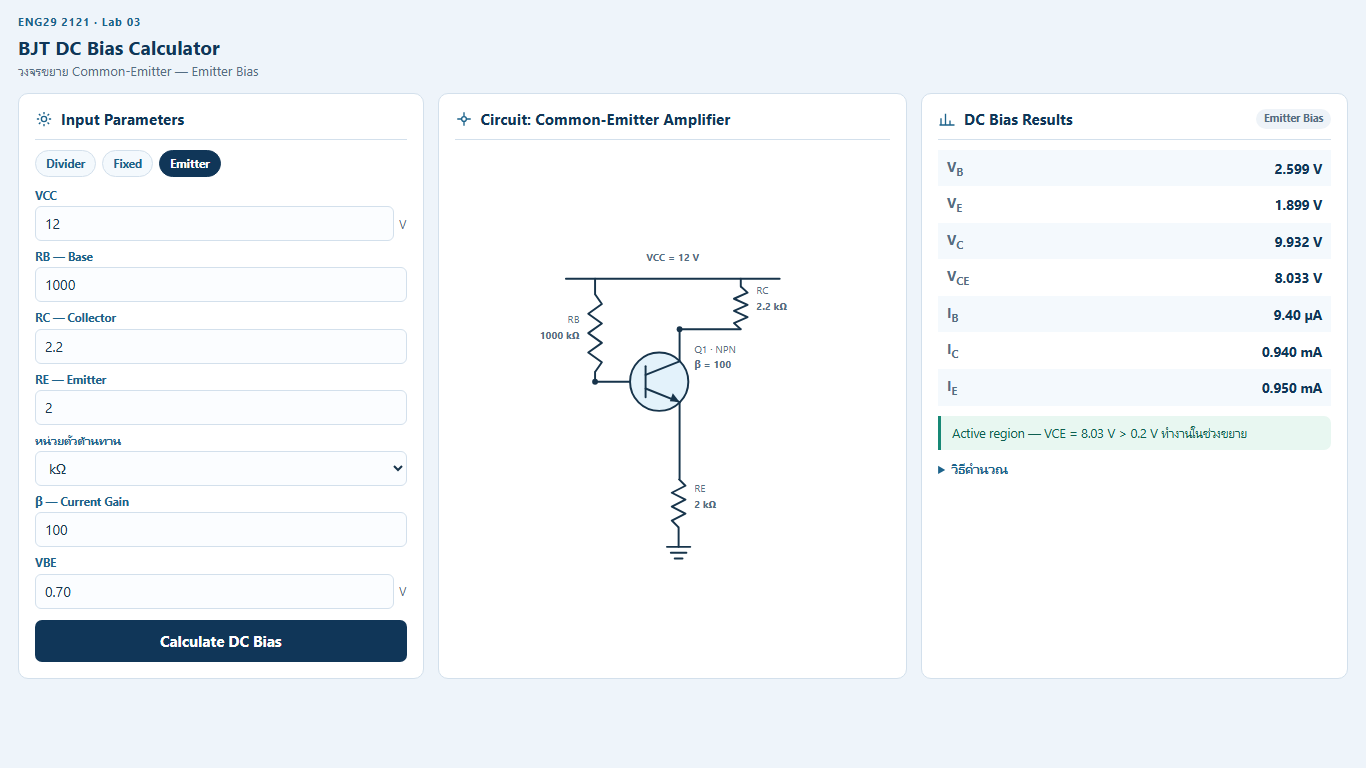 ENG29 2121 · Lab 03
BJT DC Bias Calculator
วงจรขยาย Common-Emitter — Emitter Bias
Input Parameters
Divider
Fixed
Emitter
VCC
12
V
RB — Base
1000
RC — Collector
2.2
RE — Emitter
2
หน่วยตัวต้านทาน
kΩ
β — Current Gain
100
VBE
0.70
V
Calculate DC Bias
Circuit: Common-Emitter Amplifier
VCC = 12 V
RC
2.2 kΩ
RB
1000 kΩ
Q1 · NPN
β = 100
RE
2 kΩ
DC Bias Results
Emitter Bias
VB 2.599 V
VE 1.899 V
VC 9.932 V
VCE 8.033 V
IB 9.40 µA
IC 0.940 mA
IE 0.950 mA
Active region — VCE = 8.03 V > 0.2 V ทำงานในช่วงขยาย
วิธีคำนวณ